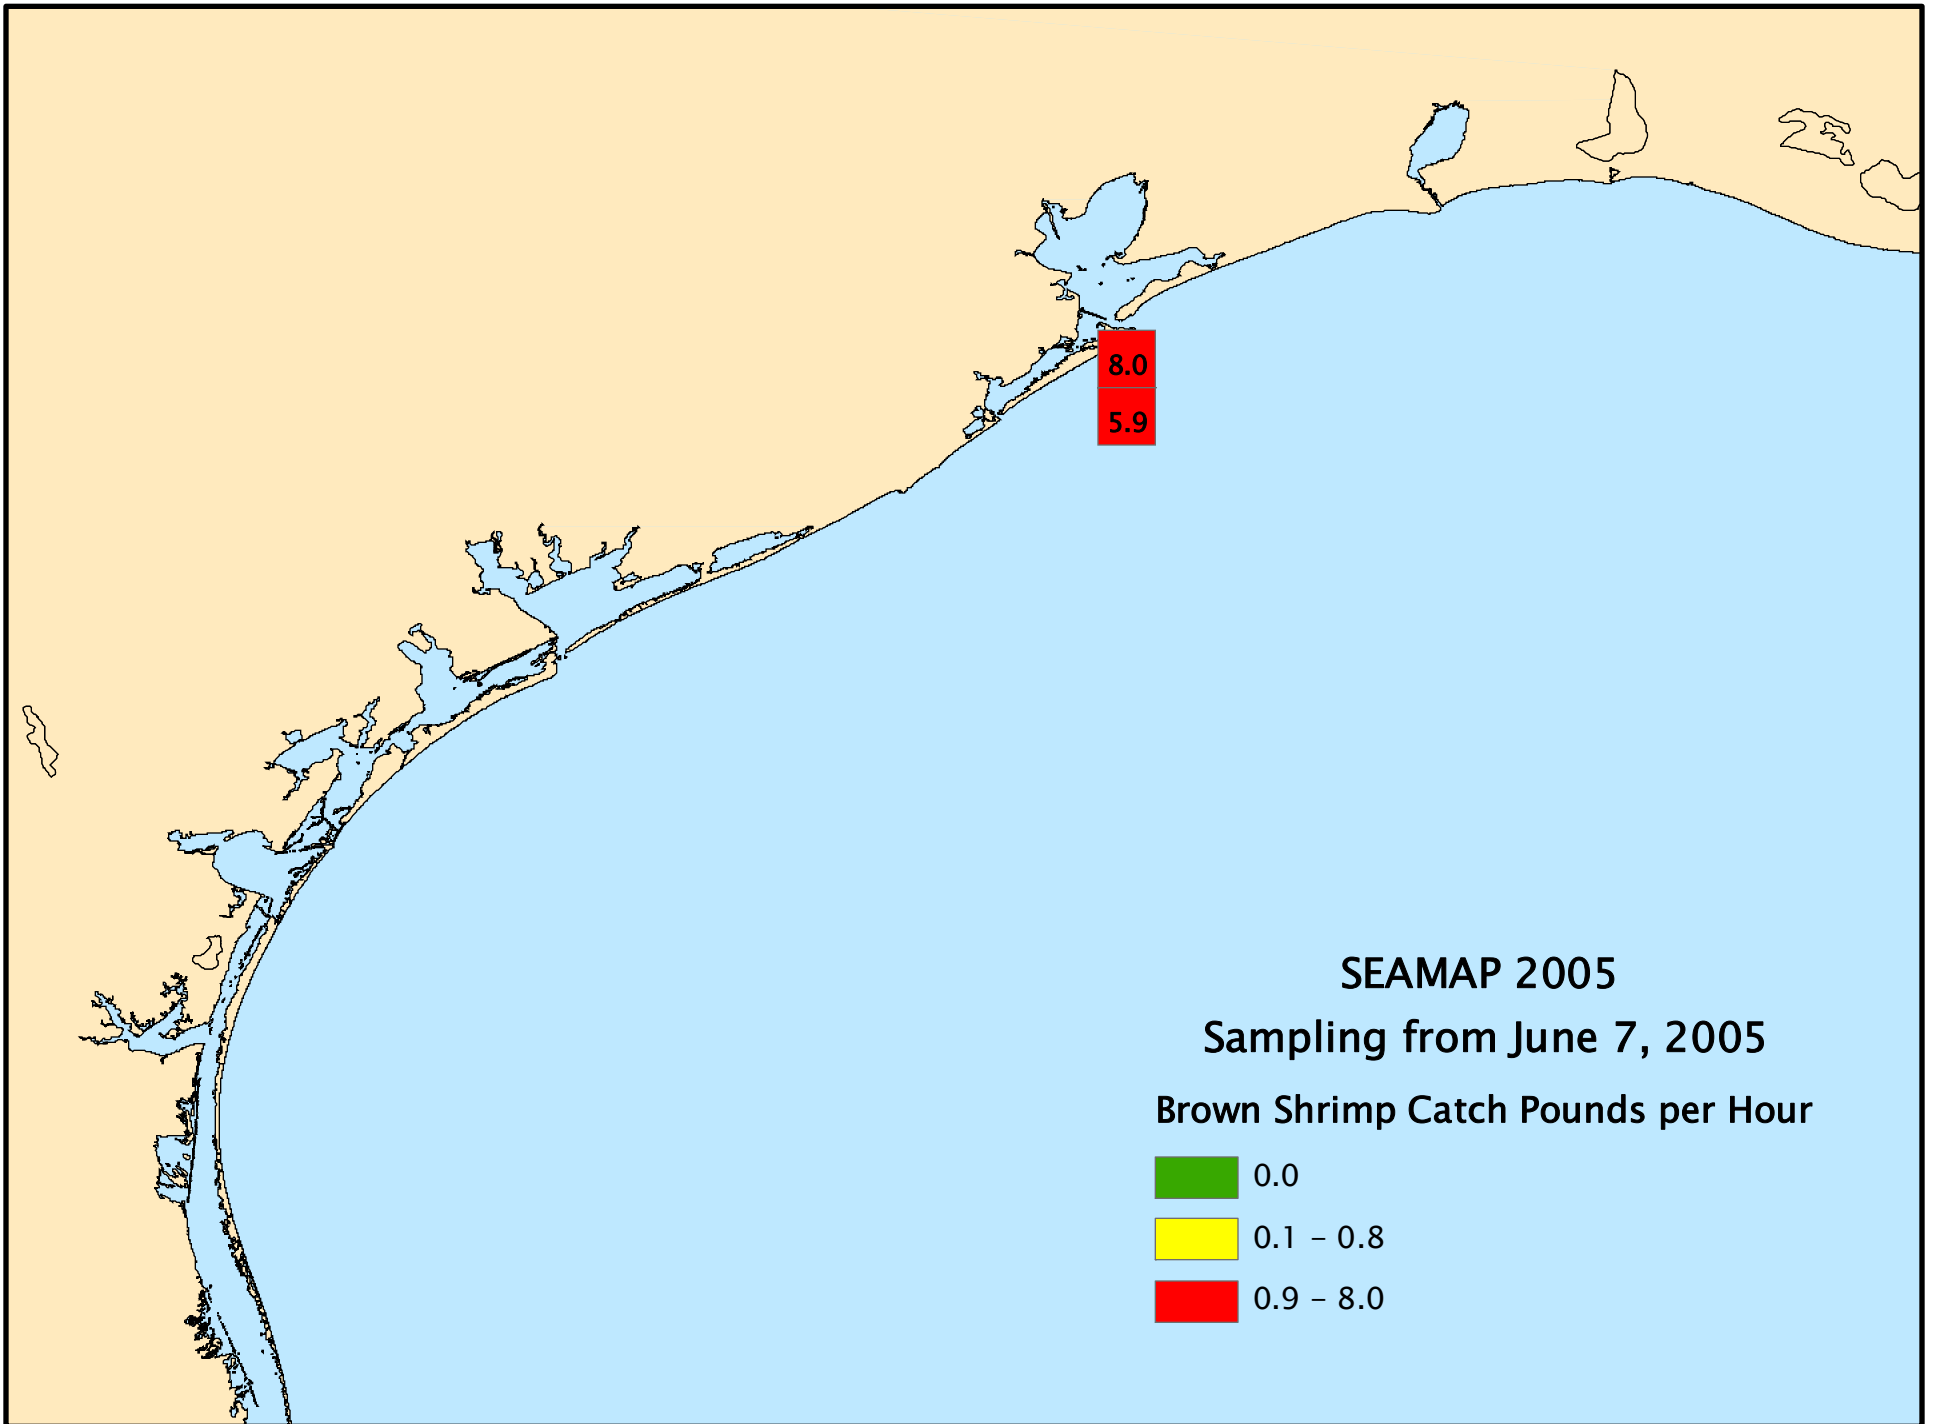 8.0
5.9
SEAMAP 2005
Sampling from June 7, 2005
Brown Shrimp Catch Pounds per Hour
0.0
0.1 – 0.8
0.9 – 8.0